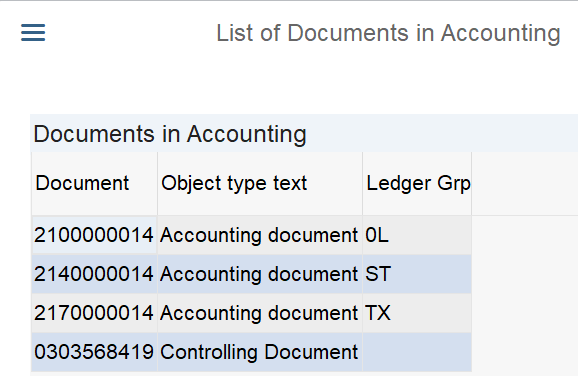 List of Documents in Accounting
Documents in Accounting
Document Object type text Ledger Grp
2100000014 Accounting document 0L
2140000014 Accounting document ST
2170000014 Accounting document TX
0303568419 Controlling Document